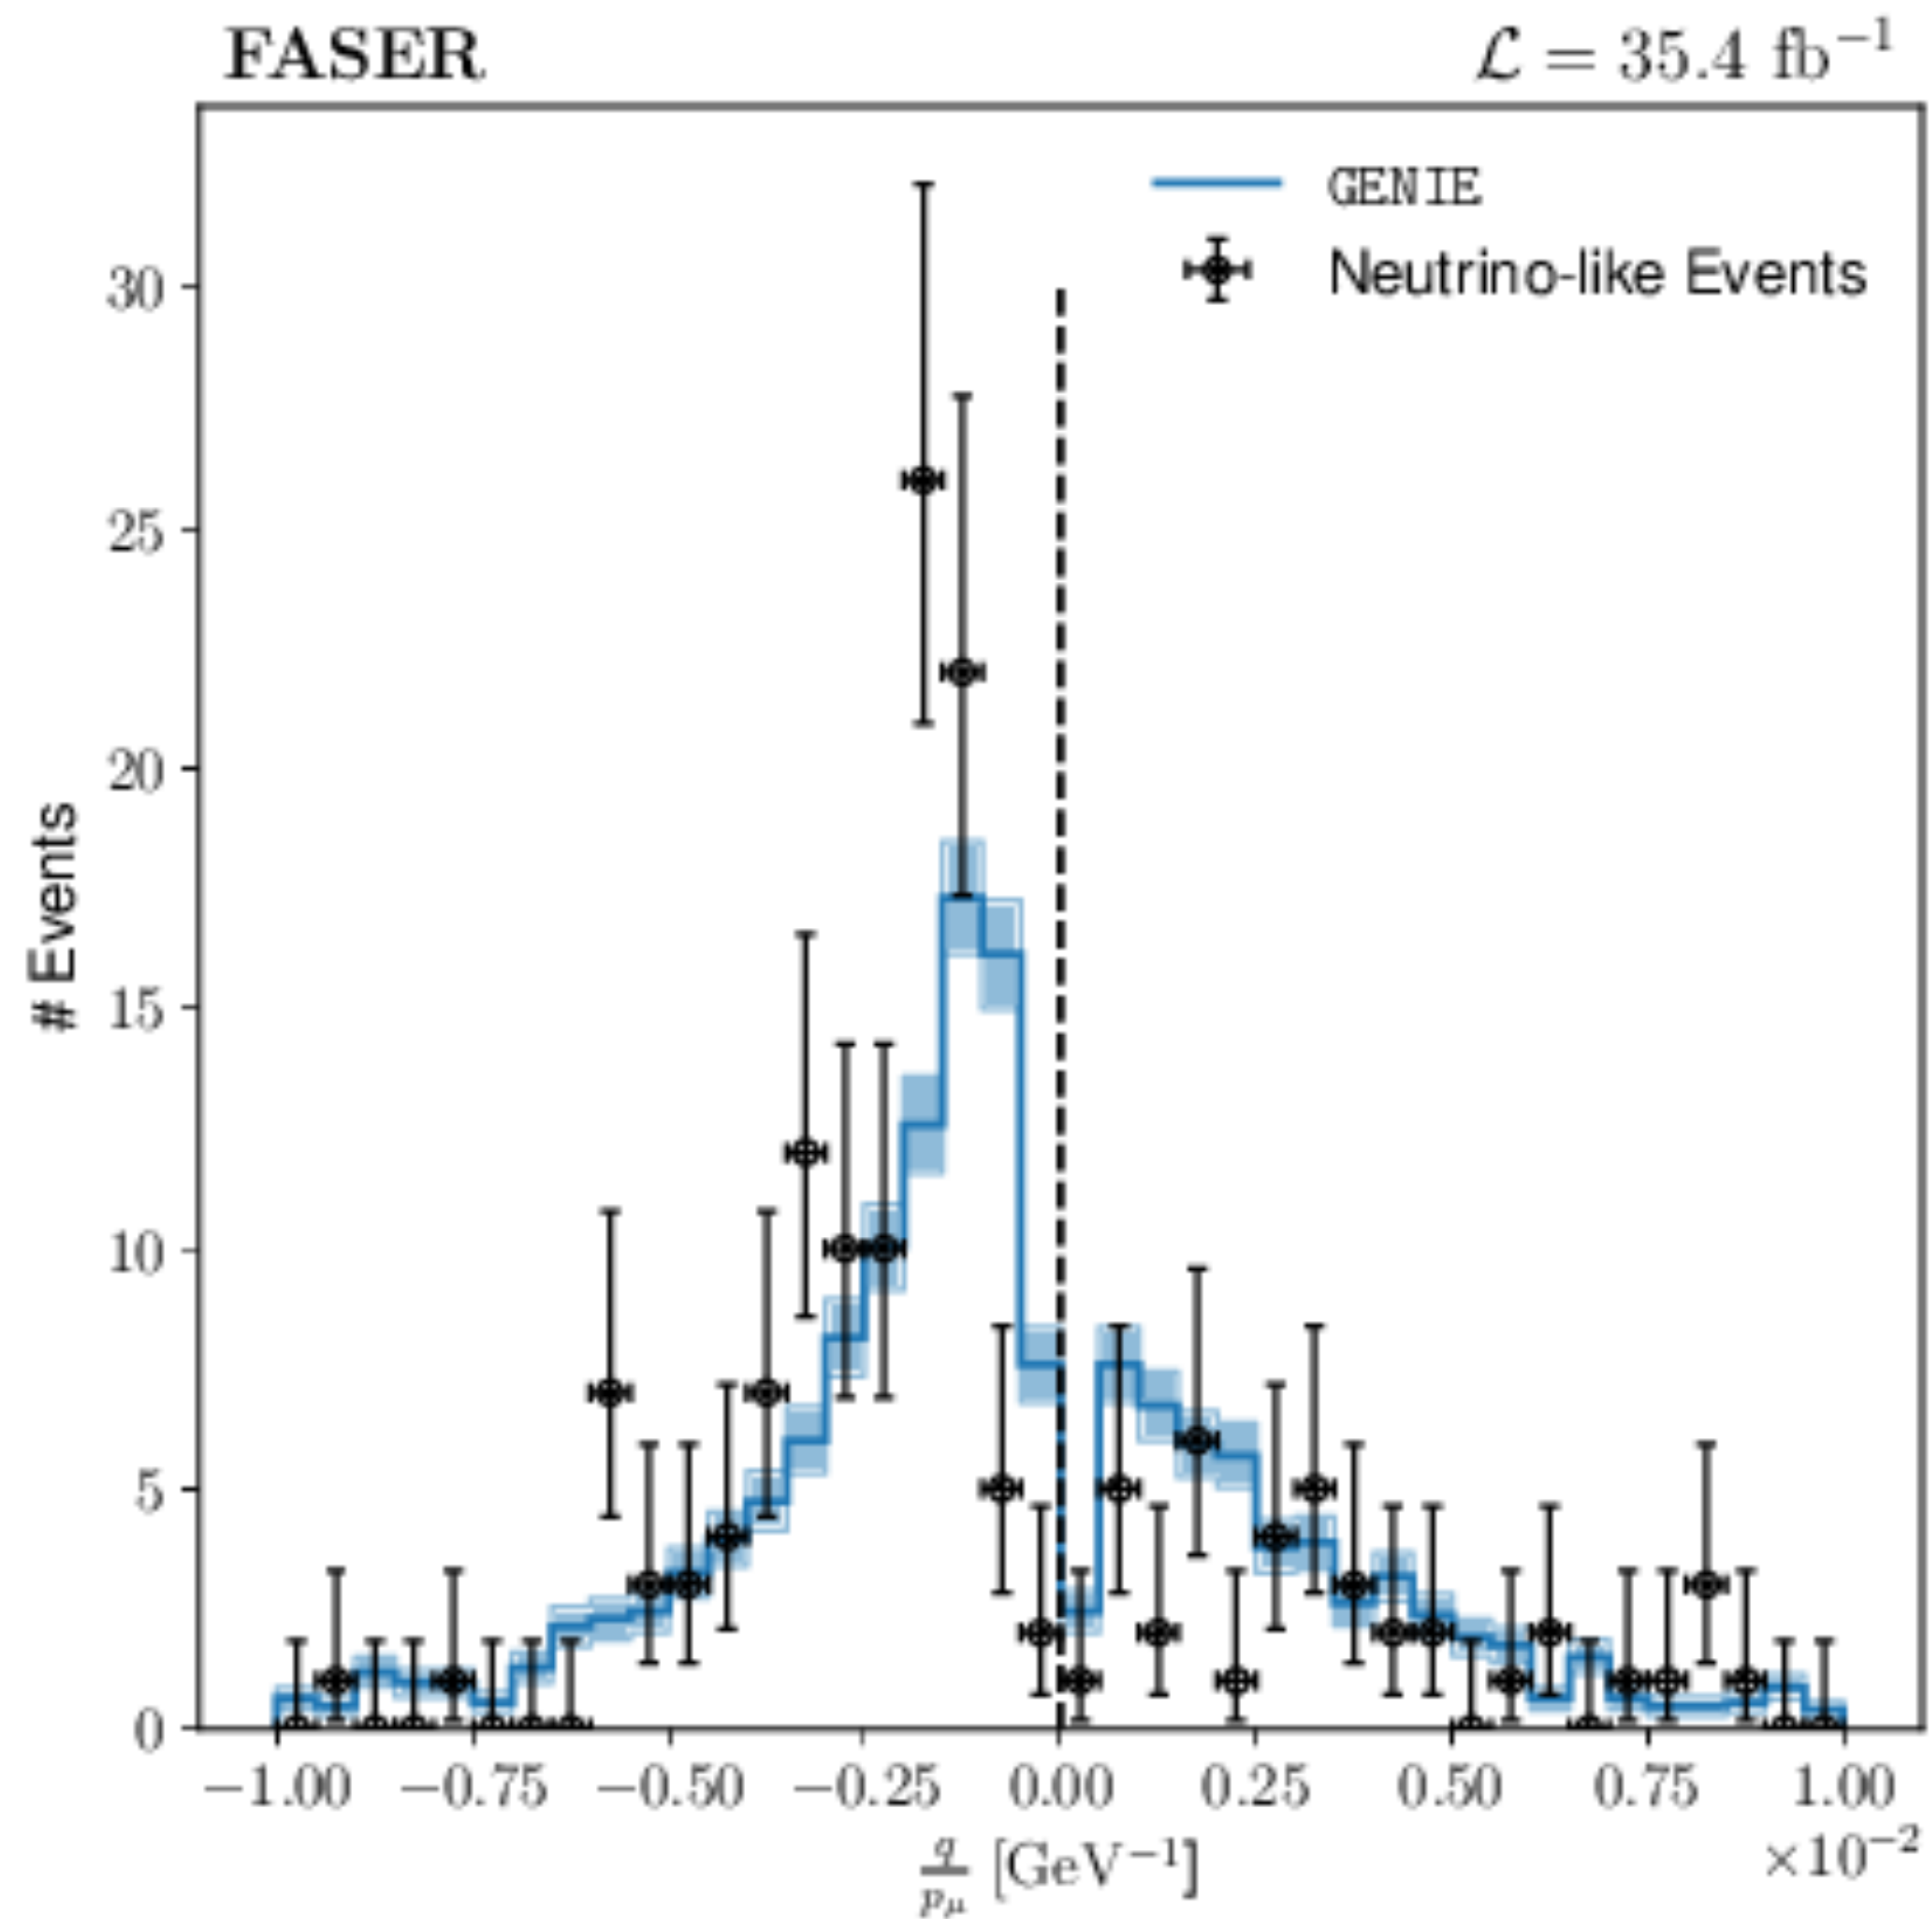 FASER
ℒ = 35.4 fb⁻¹
GENIE
Neutrino-like Events
# Events
30
25
20
15
10
5
0
−1.00 −0.75 −0.50 −0.25 0.00 0.25 0.50 0.75 1.00
×10⁻²
q/pμ [GeV⁻¹]